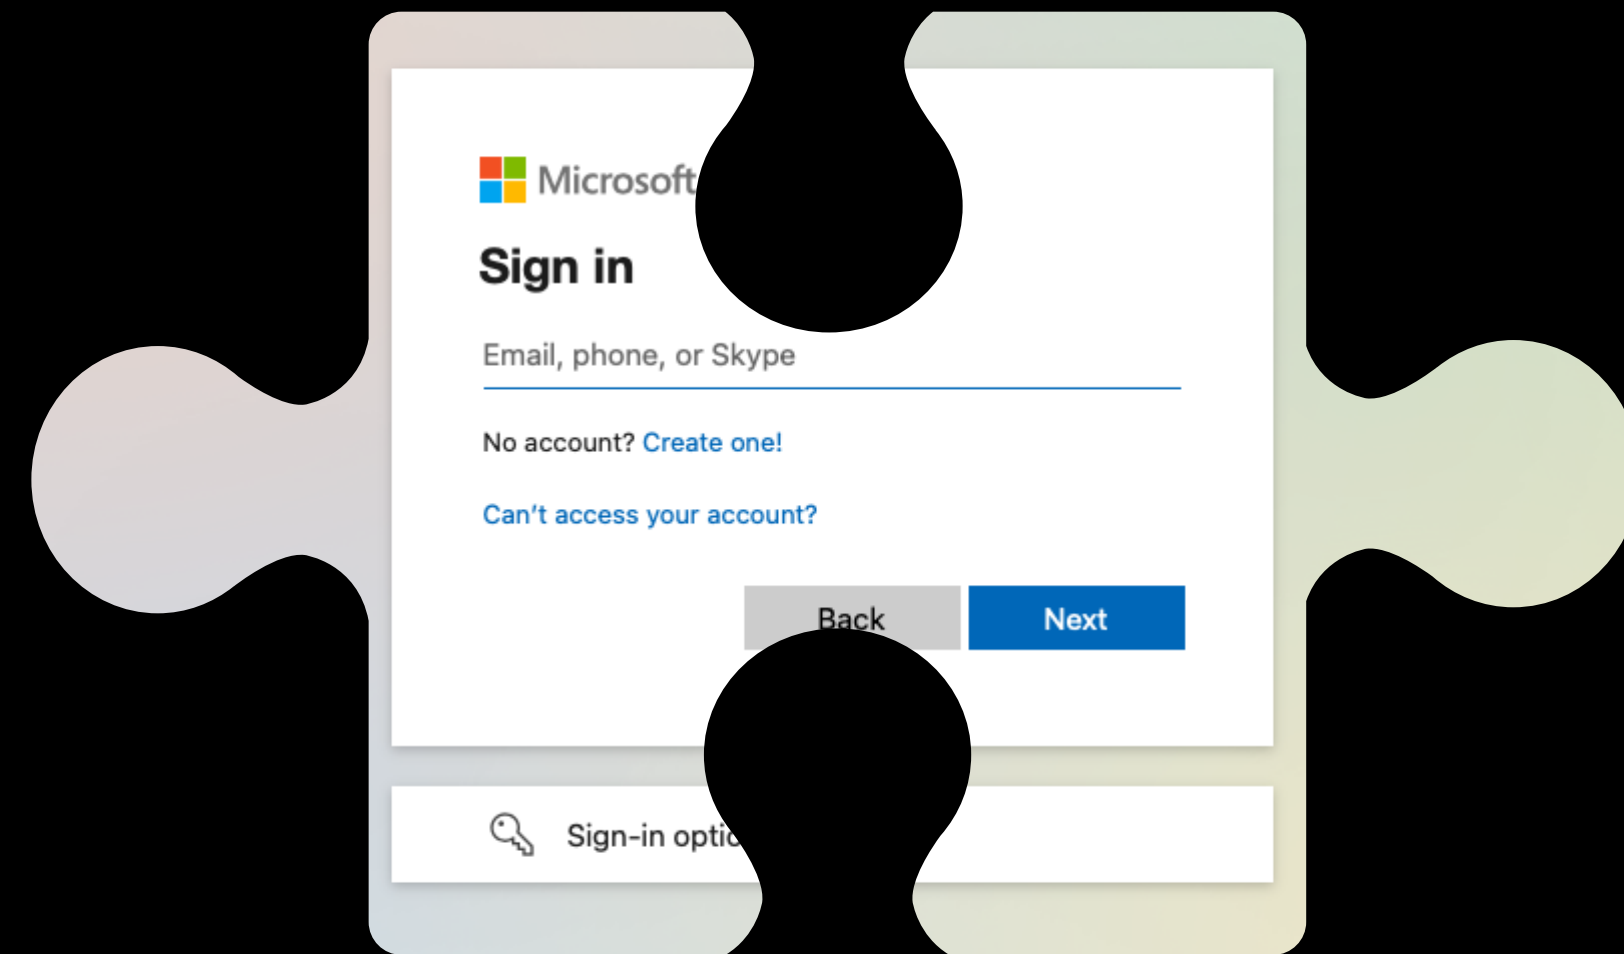 Microsoft
Sign in
Email, phone, or Skype
No account? Create one!
Can't access your account?
Back Next
Sign-in